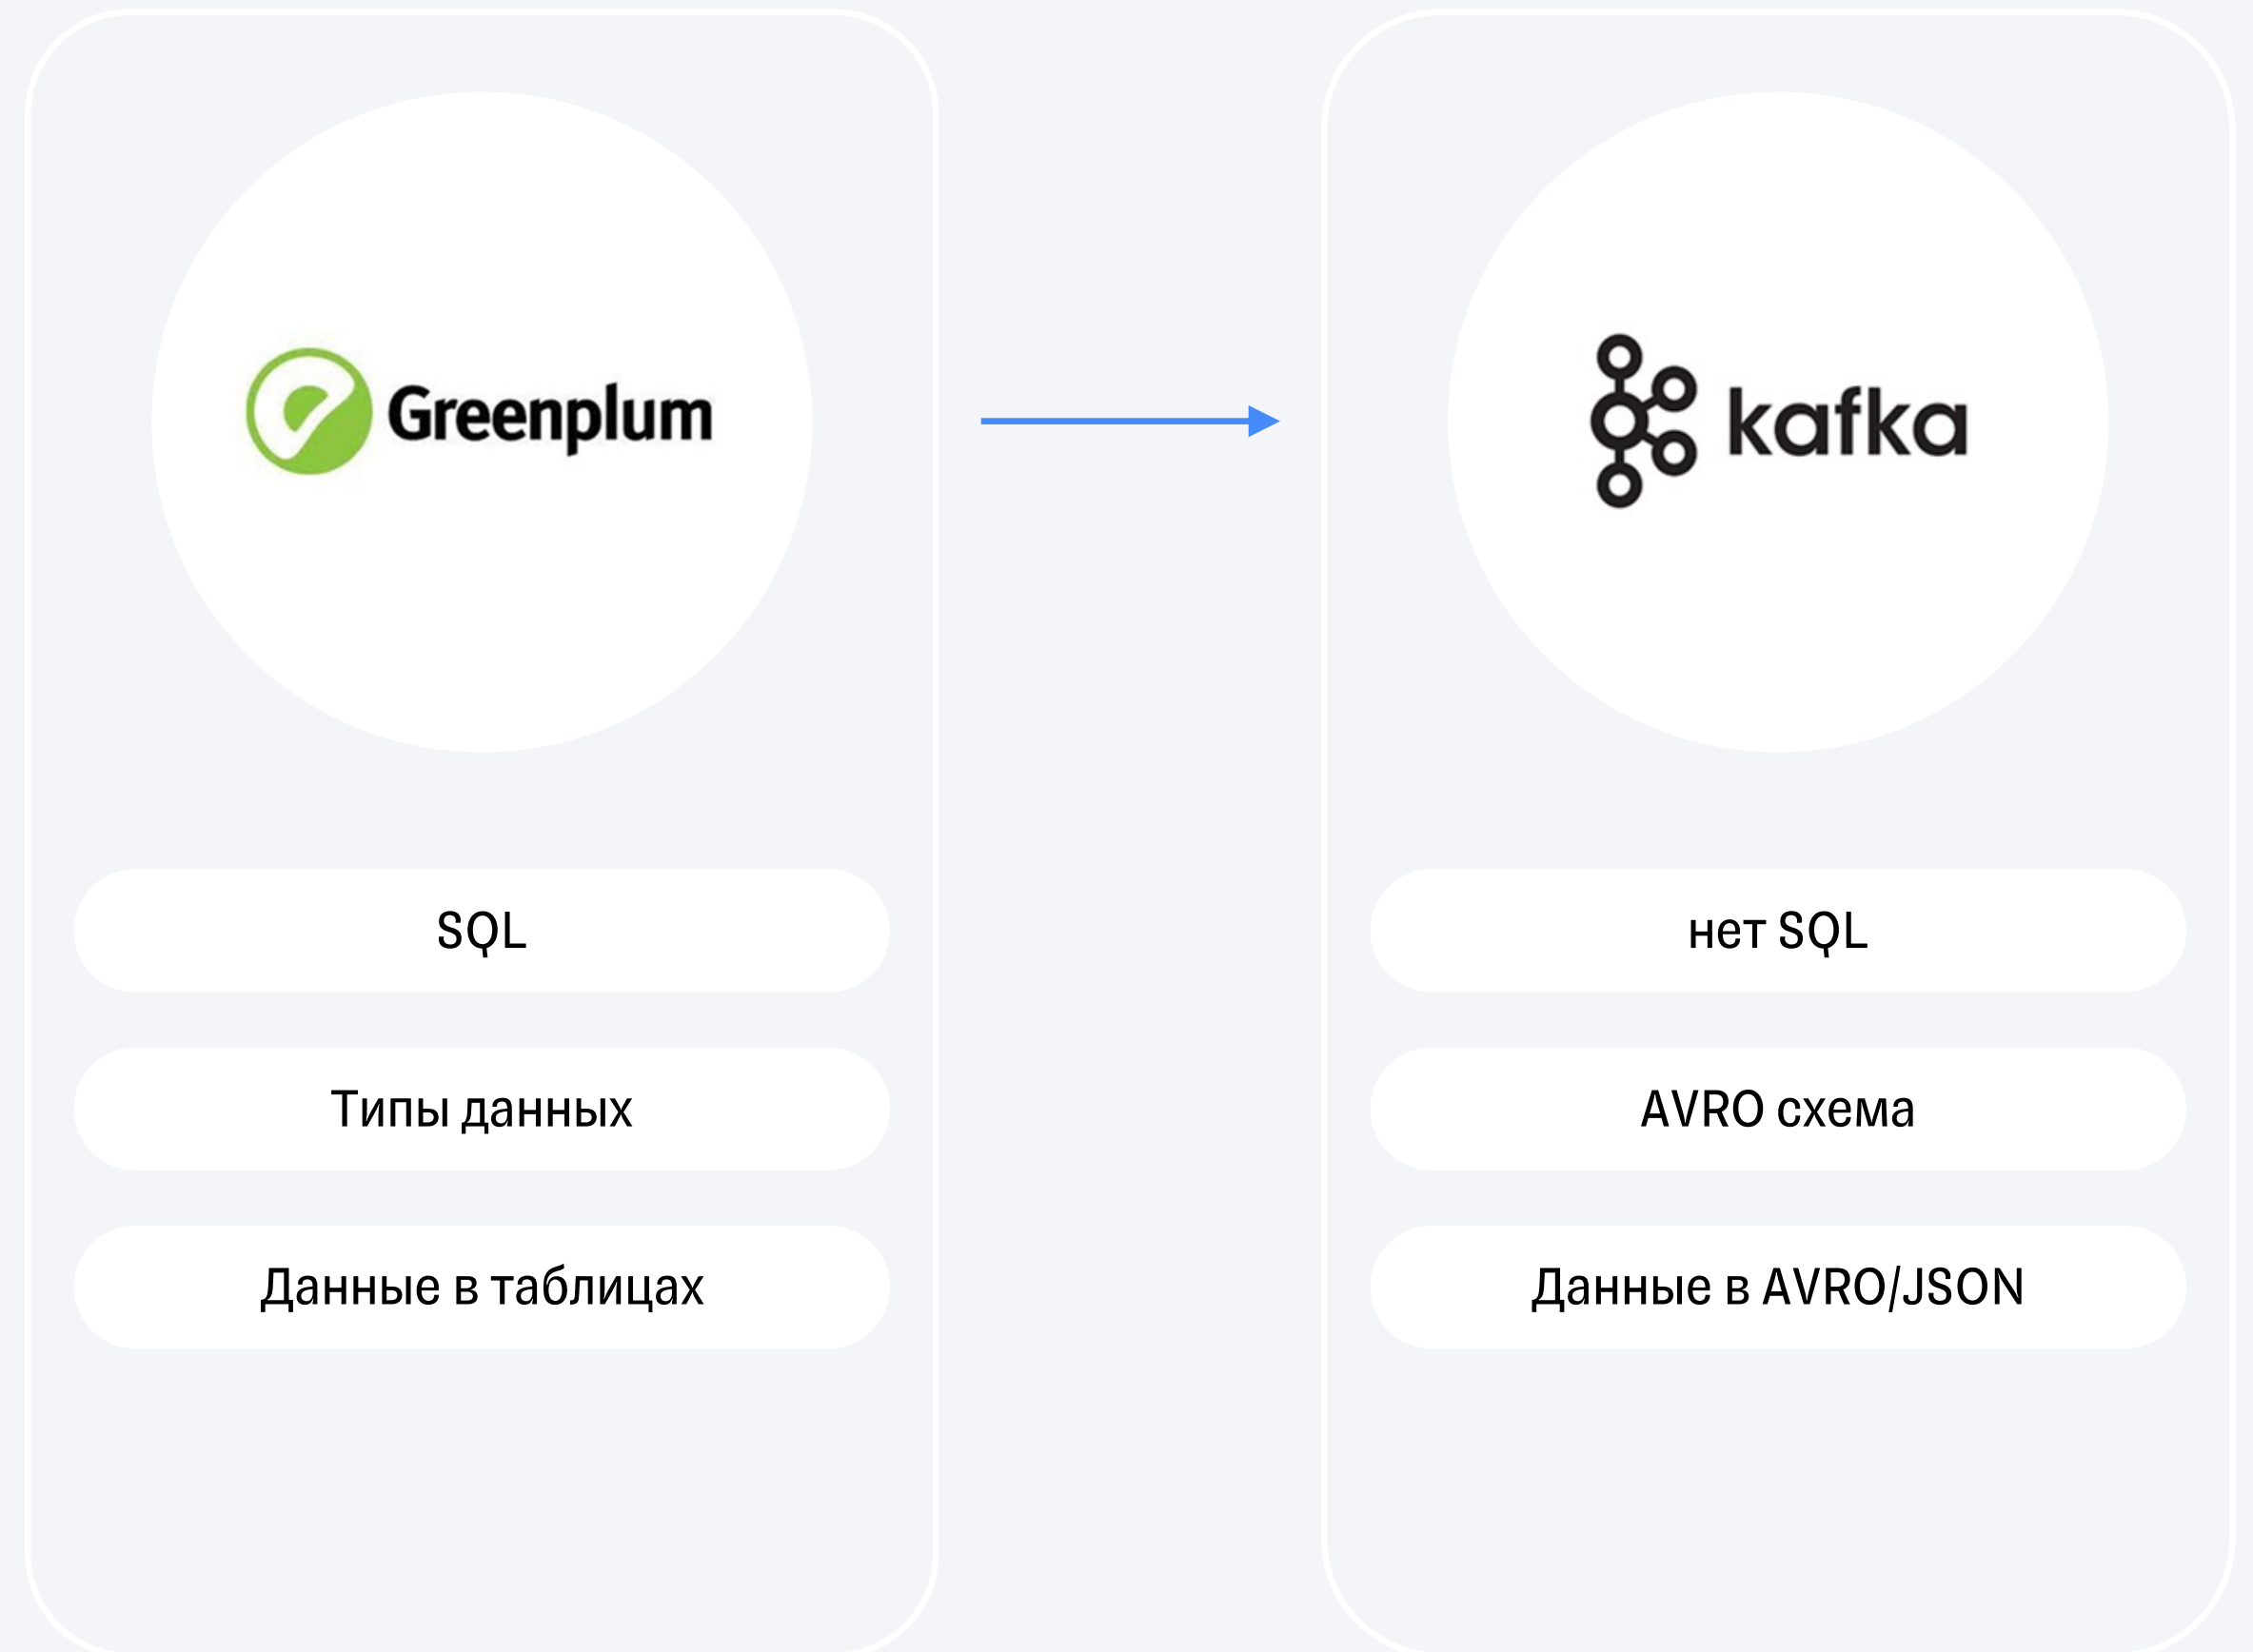 Greenplum
SQL
Типы данных
Данные в таблицах
kafka
нет SQL
AVRO схема
Данные в AVRO/JSON